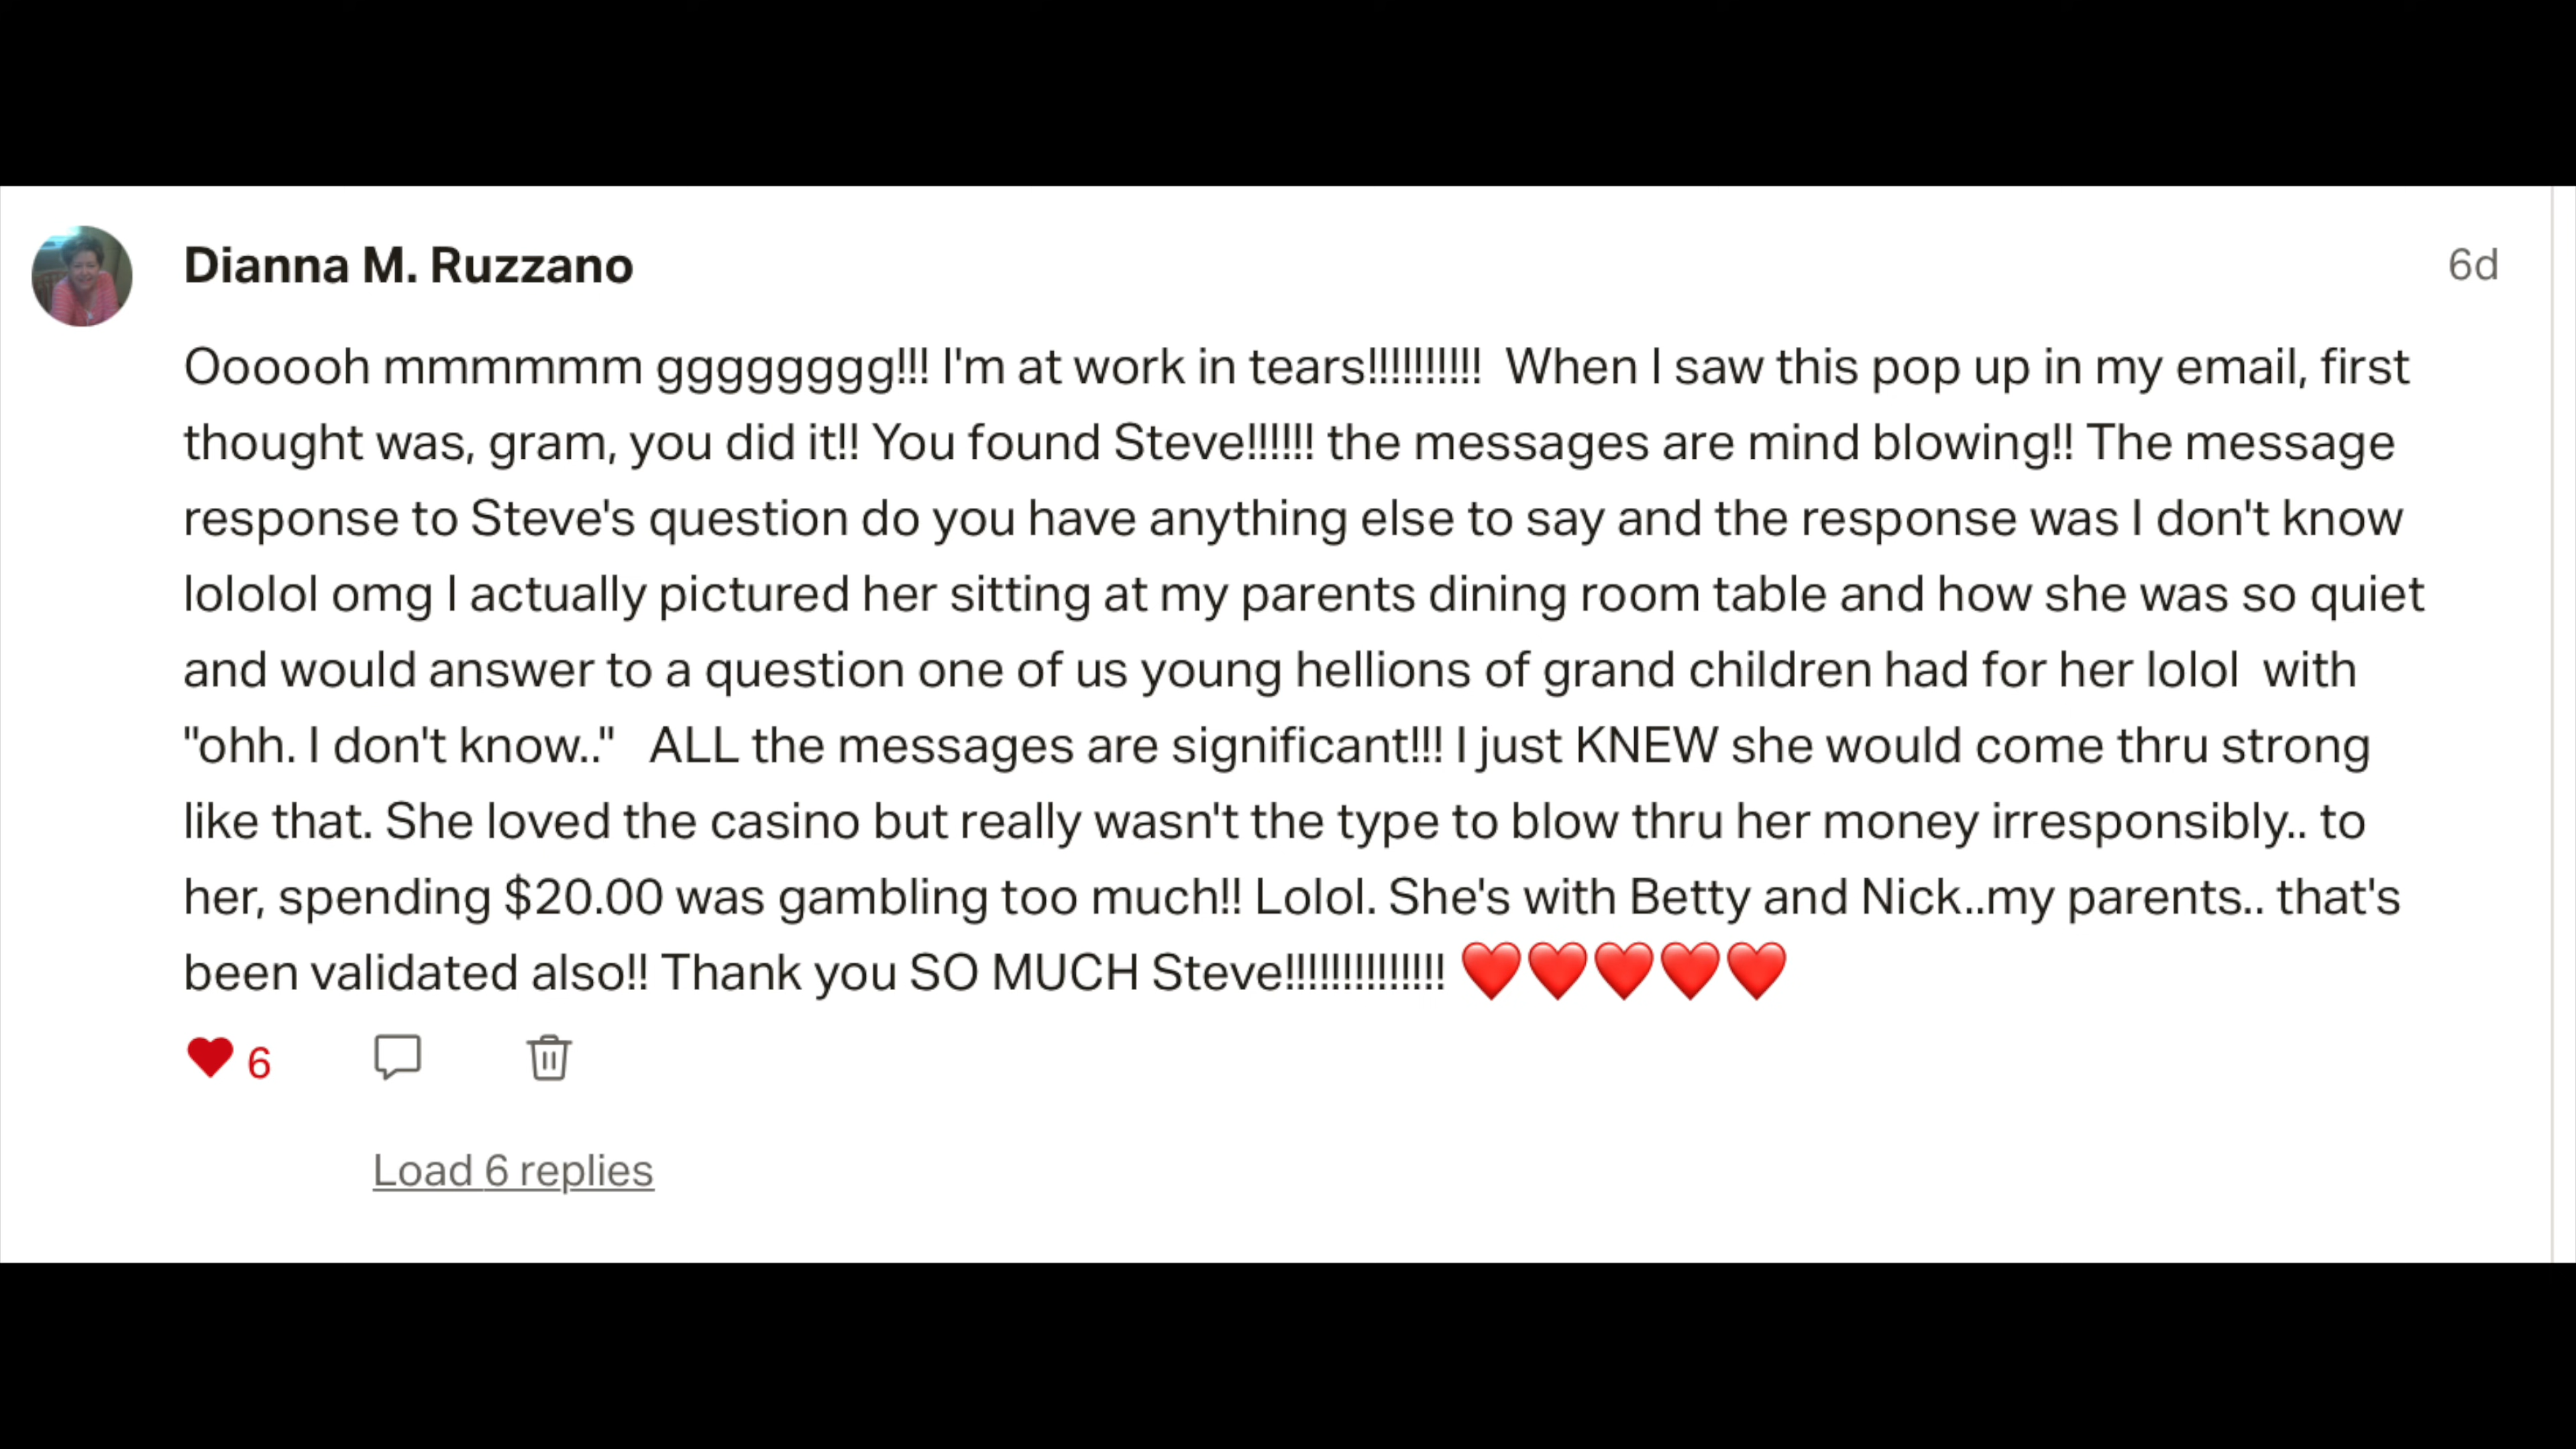 Dianna M. Ruzzano
6d
Oooooh mmmmmm gggggggg!!! I'm at work in tears!!!!!!!!!!  When I saw this pop up in my email, first
thought was, gram, you did it!! You found Steve!!!!!! the messages are mind blowing!! The message
response to Steve's question do you have anything else to say and the response was I don't know
lololol omg I actually pictured her sitting at my parents dining room table and how she was so quiet
and would answer to a question one of us young hellions of grand children had for her lolol  with
"ohh. I don't know.."   ALL the messages are significant!!! I just KNEW she would come thru strong
like that. She loved the casino but really wasn't the type to blow thru her money irresponsibly.. to
her, spending $20.00 was gambling too much!! Lolol. She's with Betty and Nick..my parents.. that's
been validated also!! Thank you SO MUCH Steve!!!!!!!!!!!!!! ❤️❤️❤️❤️❤️
6
Load 6 replies